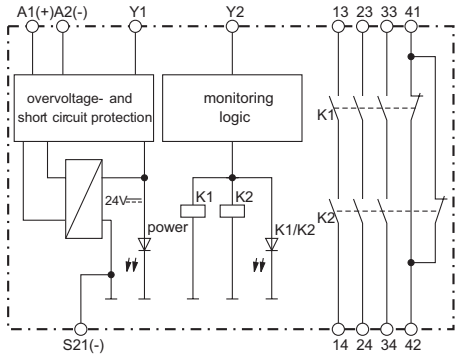 A1(+) A2(-) Y1 Y2 13 23 33 41
overvoltage- and
short circuit protection
monitoring
logic
K1
24V
K1 K2
power
K1/K2
K2
S21(-) 14 24 34 42